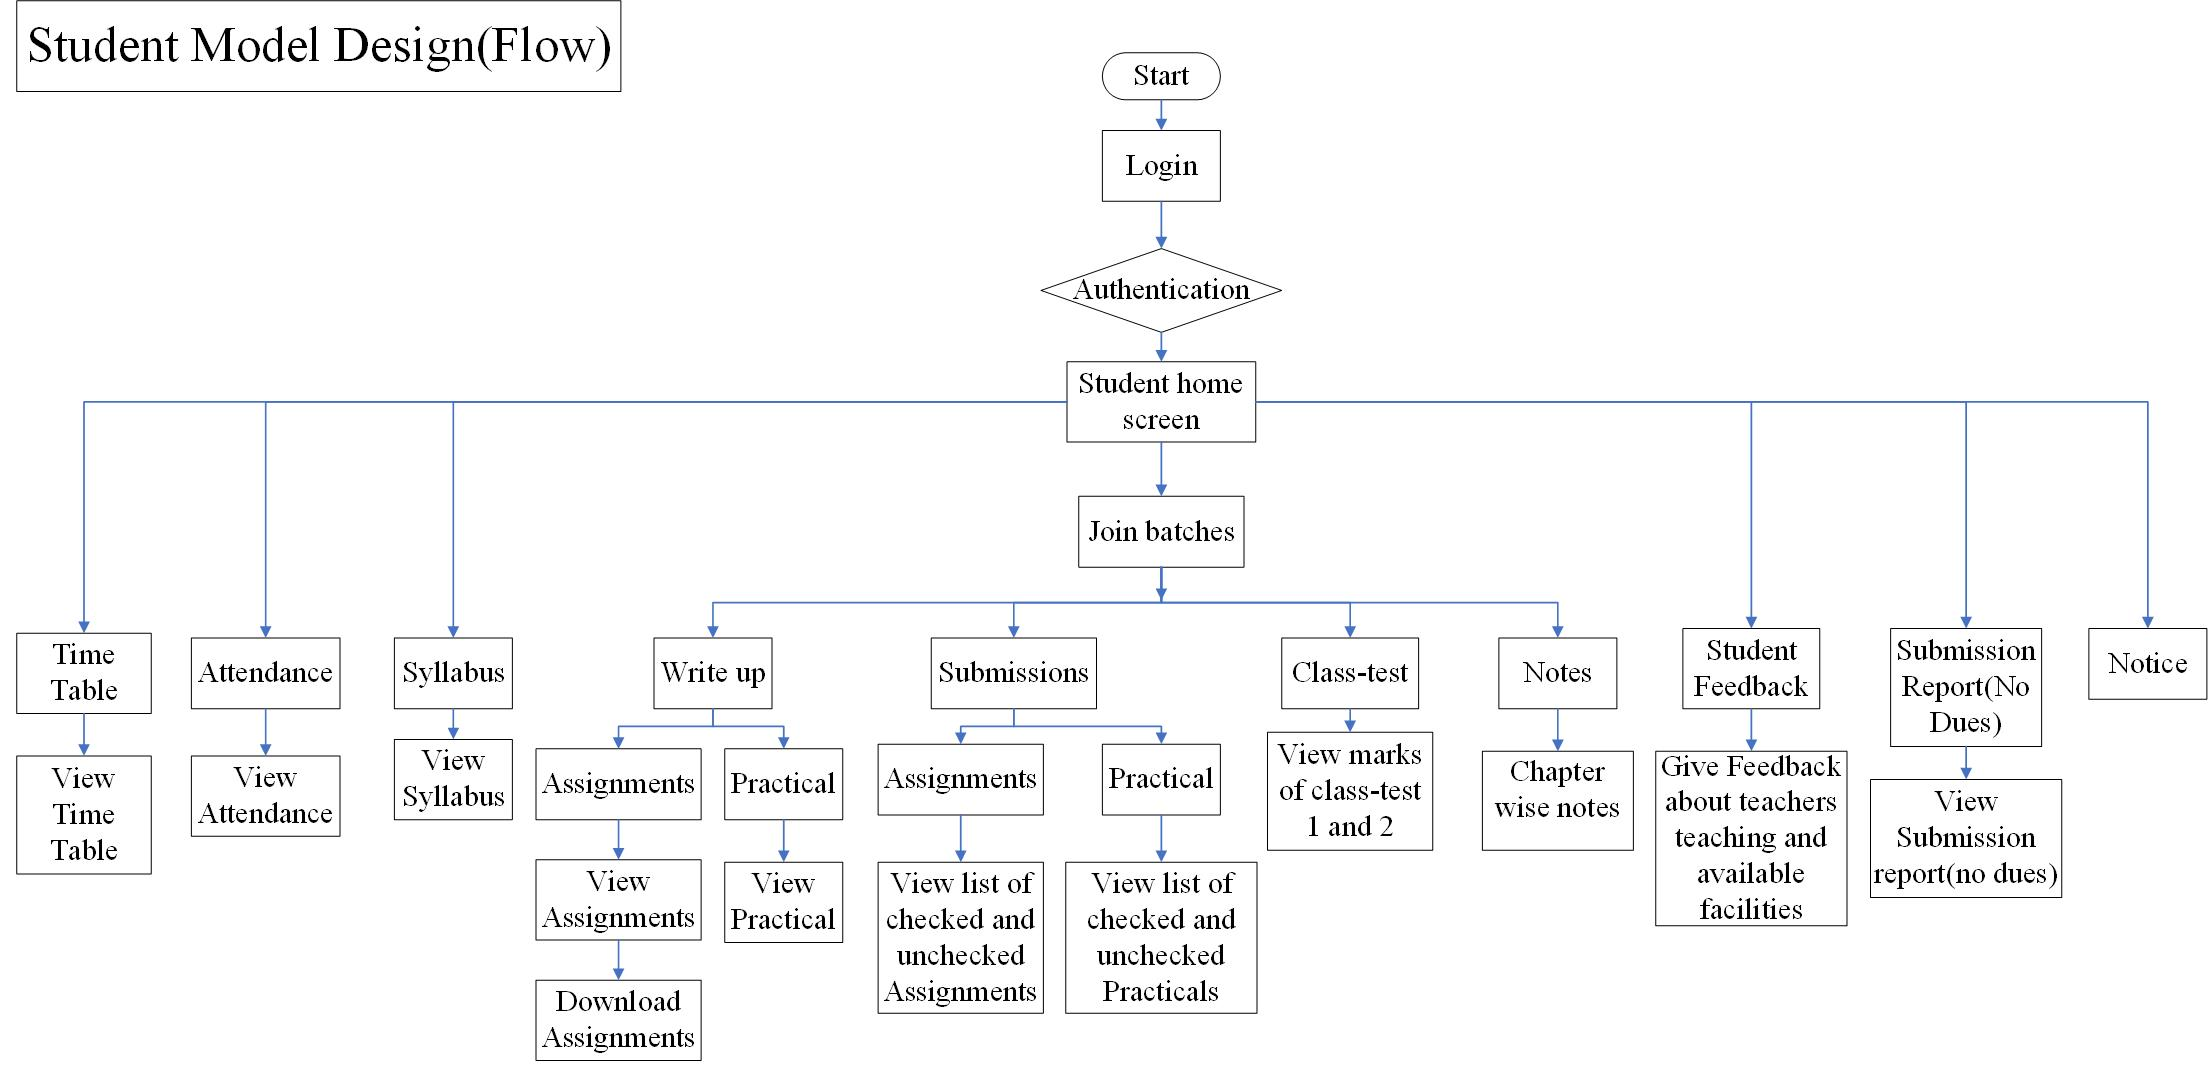 Student Model Design(Flow)
Start
Login
Authentication
Student home
screen
Join batches
Time
Table
Attendance
Syllabus
Write up
Submissions
Class-test
Notes
Student
Feedback
Submission
Report(No
Dues)
Notice
View
Time
Table
View
Attendance
View
Syllabus
Assignments
Practical
Assignments
Practical
View marks
of class-test
1 and 2
Chapter
wise notes
Give Feedback
about teachers
teaching and
available
facilities
View
Submission
report(no dues)
View
Assignments
View
Practical
View list of
checked and
unchecked
Assignments
View list of
checked and
unchecked
Practicals
Download
Assignments